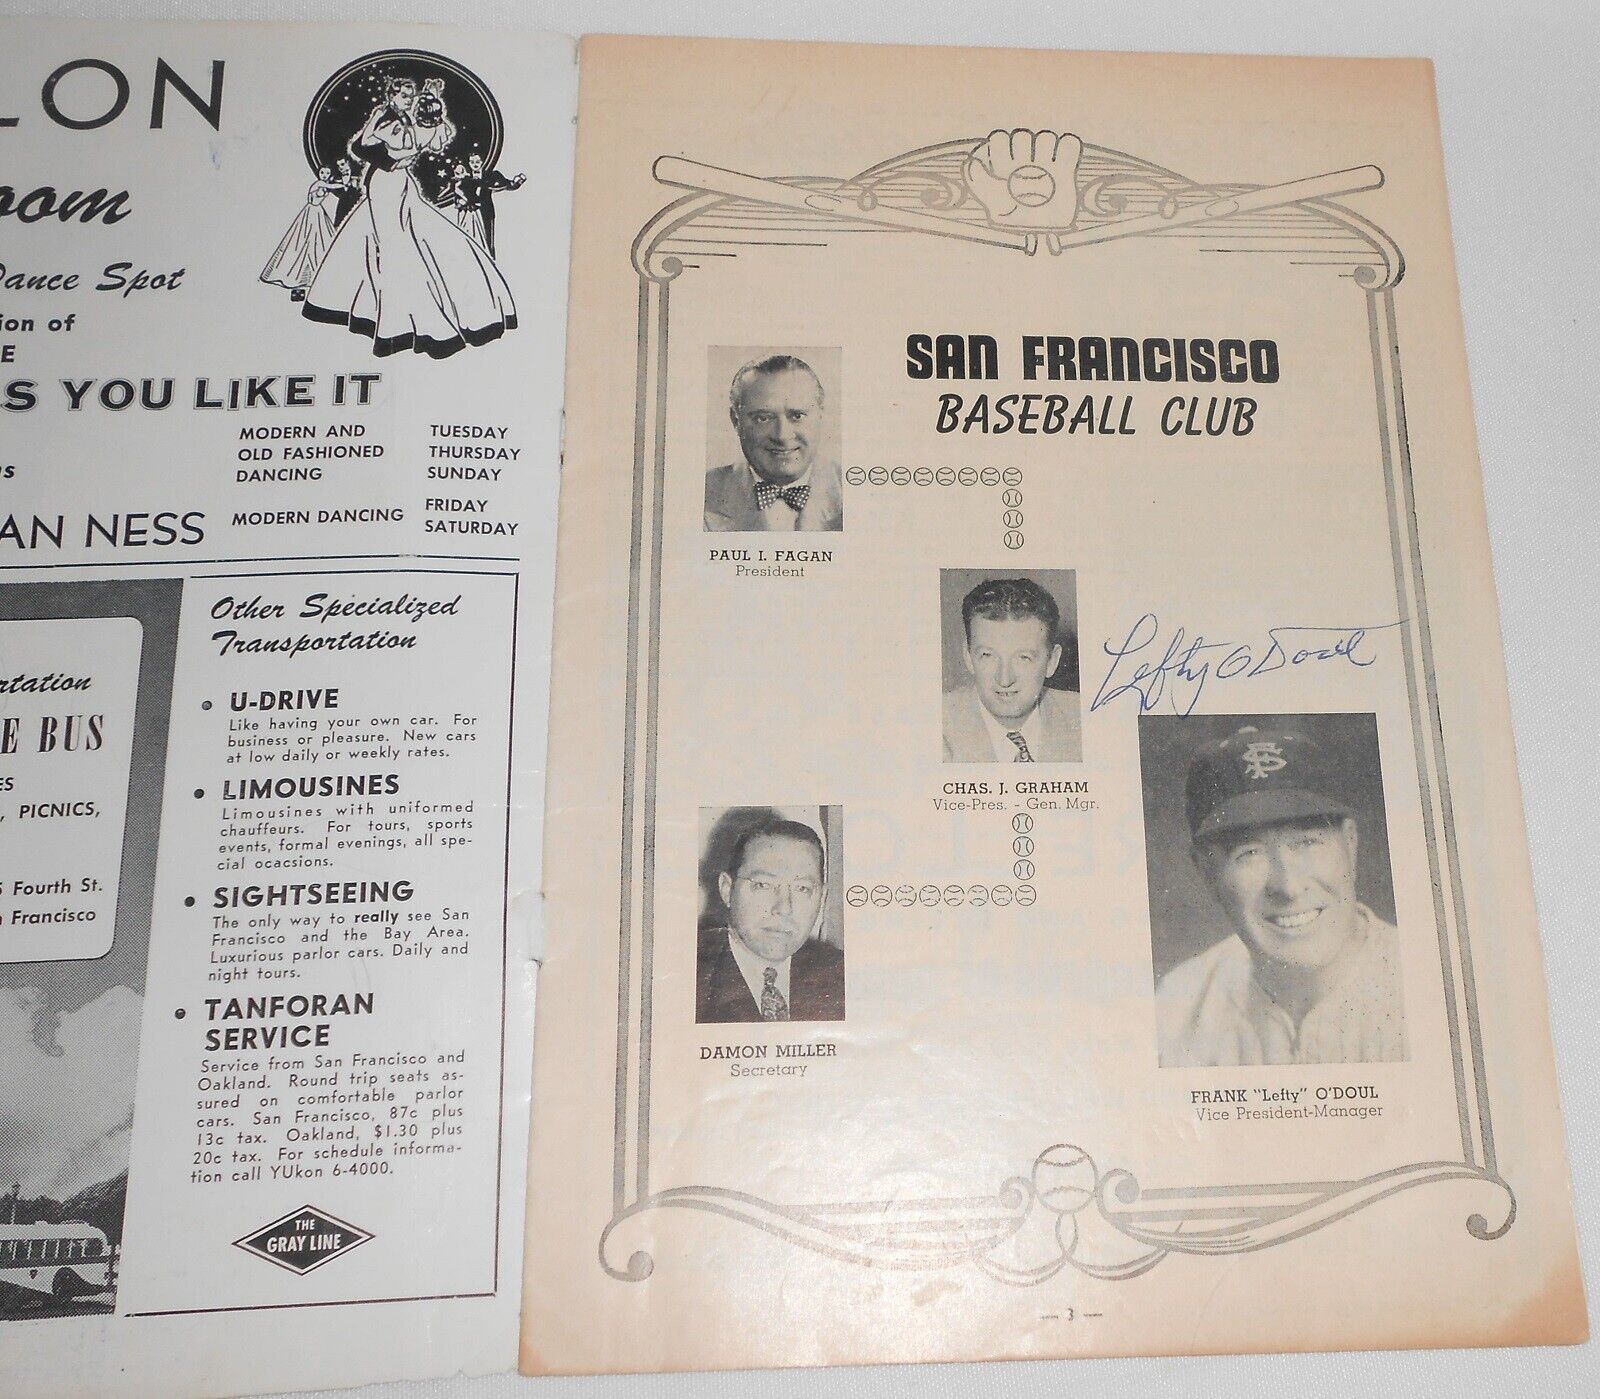 LON
oom
Dance Spot
ion of
E
S YOU LIKE IT
MODERN AND
OLD FASHIONED
DANCING
TUESDAY
THURSDAY
SUNDAY
MODERN DANCING
FRIDAY
SATURDAY
AN NESS
rtation
E BUS
ES
, PICNICS,
Fourth St.
n Francisco
Other Specialized
Transportation
• U-DRIVE
Like having your own car. For
business or pleasure. New cars
at low daily or weekly rates.
• LIMOUSINES
Limousines with uniformed
chauffeurs. For tours, sports
events, formal evenings, all spe-
cial ocacsions.
• SIGHTSEEING
The only way to really see San
Francisco and the Bay Area.
Luxurious parlor cars. Daily and
night tours.
• TANFORAN
SERVICE
Service from San Francisco and
Oakland. Round trip seats as-
sured on comfortable parlor
cars. San Francisco, 87c plus
13c tax. Oakland, $1.30 plus
20c tax. For schedule informa-
tion call YUkon 6-4000.
THE
GRAY LINE
SAN FRANCISCO
BASEBALL CLUB
PAUL I. FAGAN
President
CHAS. J. GRAHAM
Vice-Pres. - Gen. Mgr.
Lefty O'Doul
SF
DAMON MILLER
Secretary
FRANK "Lefty" O'DOUL
Vice President-Manager
— 3 —